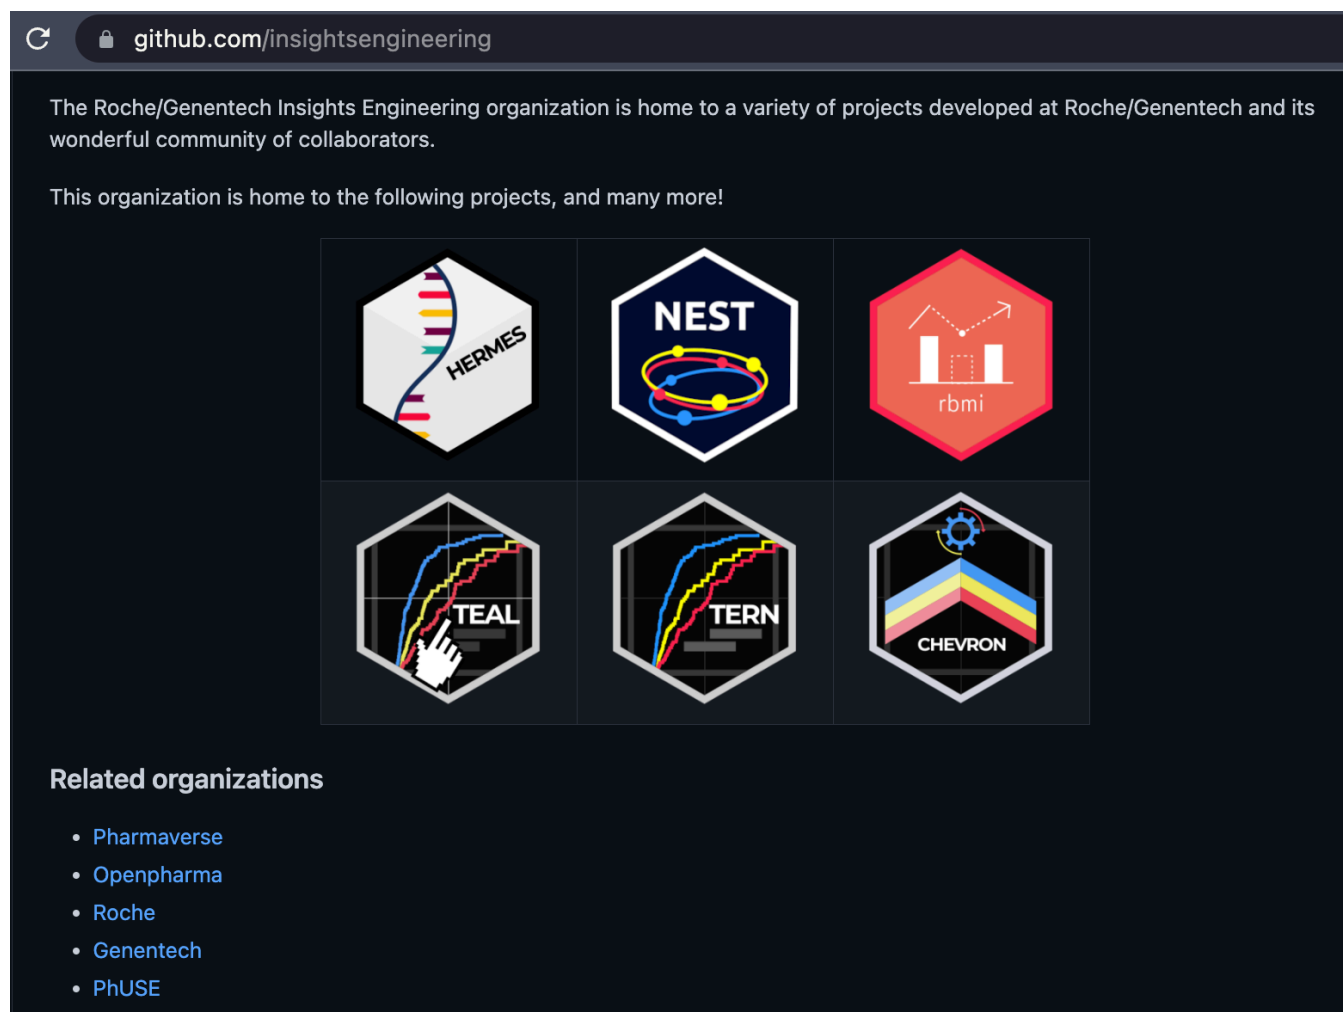 github.com/insightsengineering
The Roche/Genentech Insights Engineering organization is home to a variety of projects developed at Roche/Genentech and its
wonderful community of collaborators.
This organization is home to the following projects, and many more!
HERMES
NEST
rbmi
TEAL
TERN
CHEVRON
Related organizations
Pharmaverse
Openpharma
Roche
Genentech
PhUSE